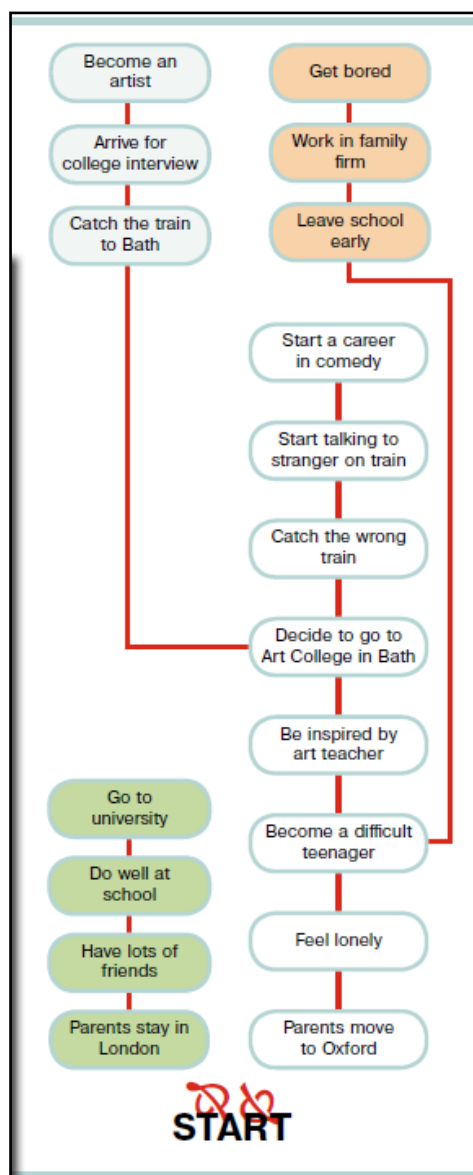 Become an
artist
Get bored
Arrive for
college interview
Work in family
firm
Catch the train
to Bath
Leave school
early
Start a career
in comedy
Start talking to
stranger on train
Catch the wrong
train
Decide to go to
Art College in Bath
Be inspired by
art teacher
Go to
university
Become a difficult
teenager
Do well at
school
Feel lonely
Have lots of
friends
Parents stay in
London
Parents move
to Oxford
START